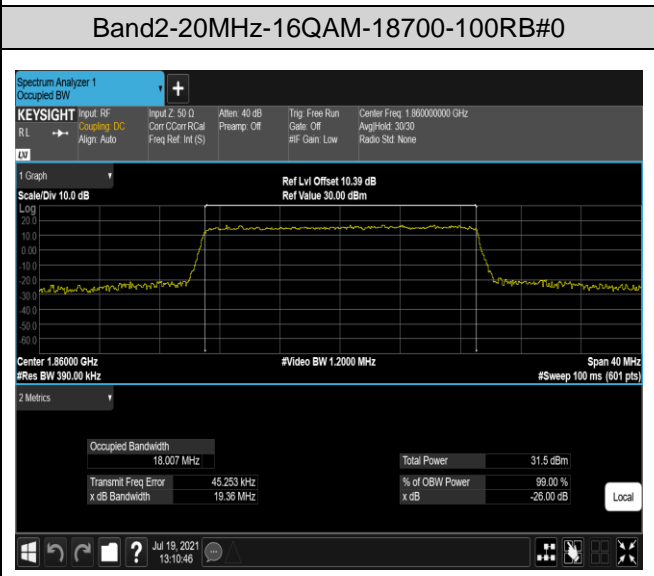 Band2-20MHz-16QAM-18700-100RB#0
Spectrum Analyzer 1
Occupied BW
+
KEYSIGHT Input: RF Input Z: 50 Ω Atten: 40 dB Trig: Free Run Center Freq: 1.860000000 GHz
RL Coupling: DC Corr CCorr RCal Preamp: Off Gate: Off Avg|Hold: 30/30
Align: Auto Freq Ref: Int (S) #IF Gain: Low Radio Std: None
LXI
1 Graph Ref Lvl Offset 10.39 dB
Scale/Div 10.0 dB Ref Value 30.00 dBm
Log
20.0
10.0
0.00
-10.0
-20.0
-30.0
-40.0
-50.0
-60.0
Center 1.86000 GHz #Video BW 1.2000 MHz Span 40 MHz
#Res BW 390.00 kHz #Sweep 100 ms (601 pts)
2 Metrics
Occupied Bandwidth
18.007 MHz Total Power 31.5 dBm
Transmit Freq Error 45.253 kHz % of OBW Power 99.00 %
x dB Bandwidth 19.36 MHz x dB -26.00 dB
Local
? Jul 19, 2021
13:10:46